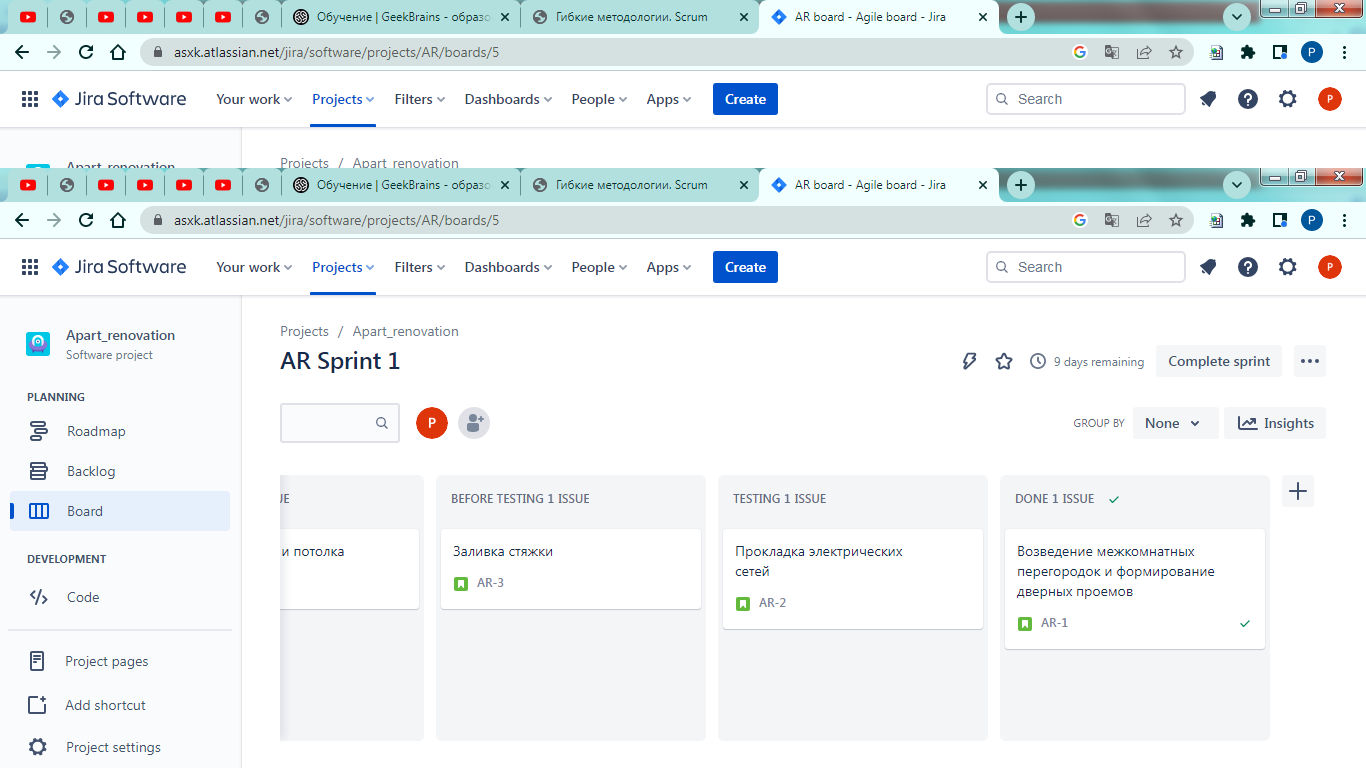 Обучение | GeekBrains - образо
Гибкие методологии. Scrum
AR board - Agile board - Jira
asxk.atlassian.net/jira/software/projects/AR/boards/5
P
Jira Software
Your work
Projects
Filters
Dashboards
People
Apps
Create
Search
P
Apart_renovation
Projects / Apart_renovation
Обучение | GeekBrains - образо
Гибкие методологии. Scrum
AR board - Agile board - Jira
asxk.atlassian.net/jira/software/projects/AR/boards/5
P
Jira Software
Your work
Projects
Filters
Dashboards
People
Apps
Create
Search
P
Apart_renovation
Software project
PLANNING
Roadmap
Backlog
Board
DEVELOPMENT
Code
Project pages
Add shortcut
Project settings
Projects / Apart_renovation
AR Sprint 1
9 days remaining
Complete sprint
P
GROUP BY
None
Insights
UE
и потолка
BEFORE TESTING 1 ISSUE
Заливка стяжки
AR-3
TESTING 1 ISSUE
Прокладка электрических
сетей
AR-2
DONE 1 ISSUE
Возведение межкомнатных
перегородок и формирование
дверных проемов
AR-1